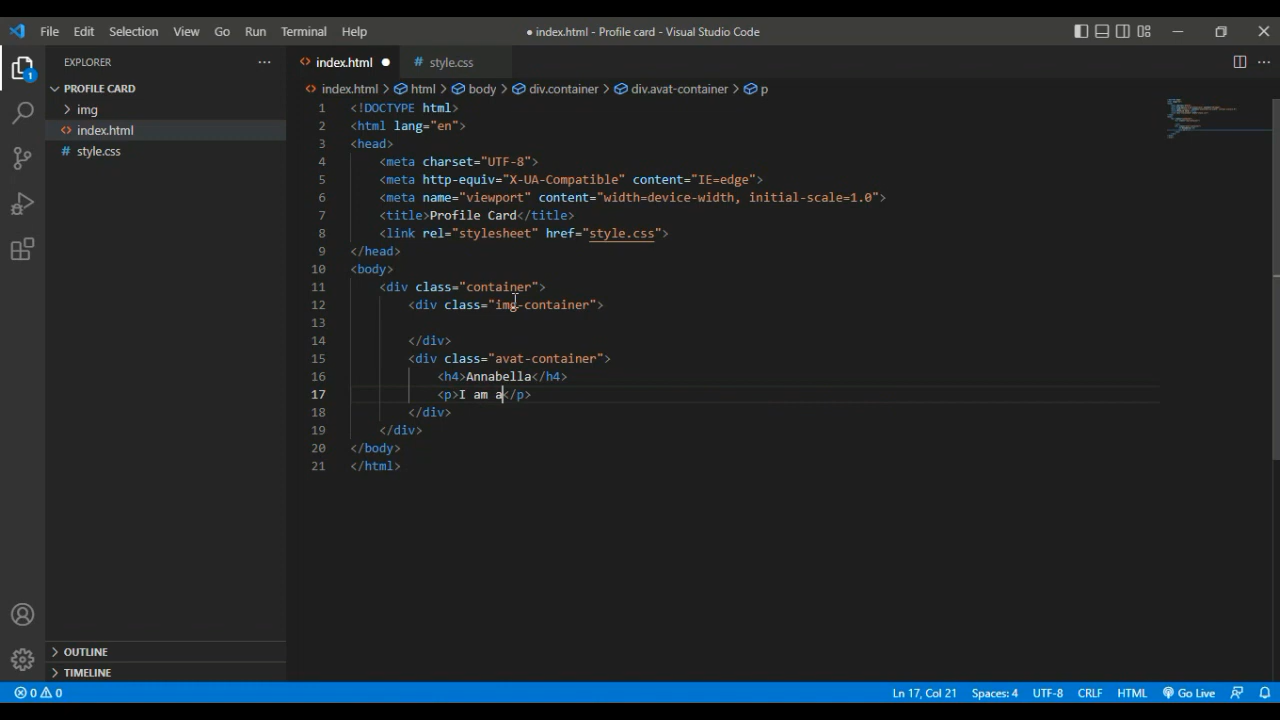 File Edit Selection View Go Run Terminal Help
● index.html - Profile card - Visual Studio Code
EXPLORER
index.html
style.css
PROFILE CARD
img
index.html
style.css
index.html > html > body > div.container > div.avat-container > p
1 <!DOCTYPE html>
2 <html lang="en">
3 <head>
4 <meta charset="UTF-8">
5 <meta http-equiv="X-UA-Compatible" content="IE=edge">
6 <meta name="viewport" content="width=device-width, initial-scale=1.0">
7 <title>Profile Card</title>
8 <link rel="stylesheet" href="style.css">
9 </head>
10 <body>
11 <div class="container">
12 <div class="img-container">
13
14 </div>
15 <div class="avat-container">
16 <h4>Annabella</h4>
17 <p>I am a</p>
18 </div>
19 </div>
20 </body>
21 </html>
1
OUTLINE
TIMELINE
0 0
Ln 17, Col 21 Spaces: 4 UTF-8 CRLF HTML Go Live